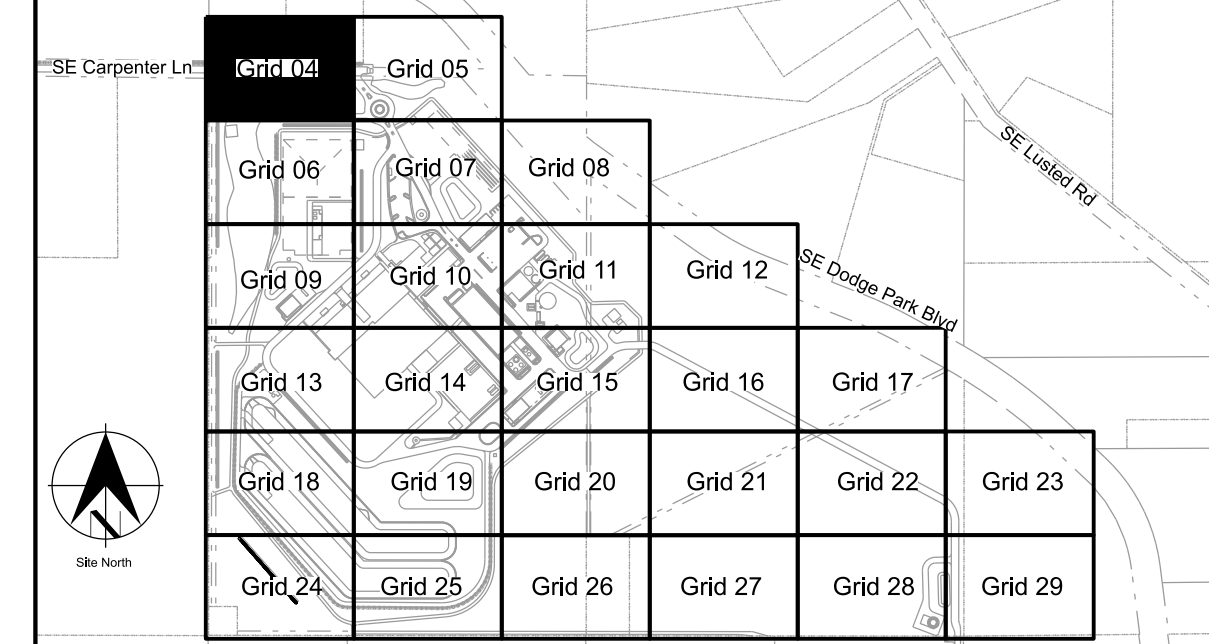 SE Carpenter Ln
Grid 04
Grid 05
SE Lusted Rd
Grid 06
Grid 07
Grid 08
Grid 09
Grid 10
Grid 11
Grid 12
SE Dodge Park Blvd
Grid 13
Grid 14
Grid 15
Grid 16
Grid 17
Grid 18
Grid 19
Grid 20
Grid 21
Grid 22
Grid 23
Site North
Grid 24
Grid 25
Grid 26
Grid 27
Grid 28
Grid 29